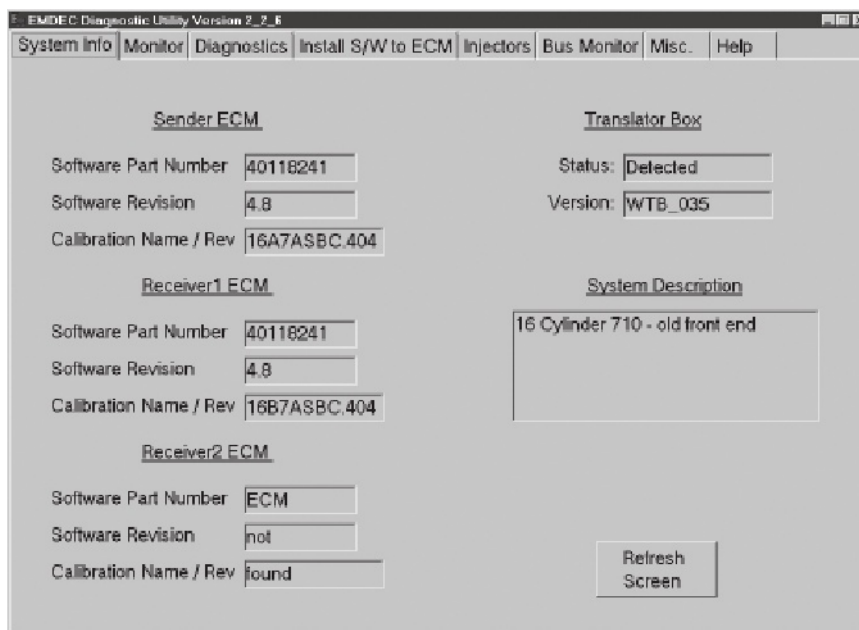 EMDEC Diagnostic Utility Version 2_2_6
System Info Monitor Diagnostics Install S/W to ECM Injectors Bus Monitor Misc. Help
Sender ECM
Software Part Number 40118241
Software Revision 4.8
Calibration Name / Rev 16A7ASBC.404
Receiver1 ECM
Software Part Number 40118241
Software Revision 4.8
Calibration Name / Rev 16B7ASBC.404
Receiver2 ECM
Software Part Number ECM
Software Revision not
Calibration Name / Rev found
Translator Box
Status: Detected
Version: WTB_035
System Description
16 Cylinder 710 - old front end
Refresh
Screen